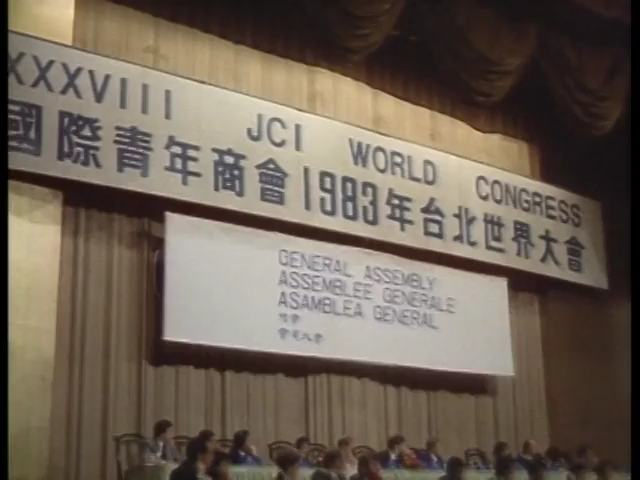 XXXVIII JCI WORLD CONGRESS
國際青年商會1983年台北世界大會
GENERAL ASSEMBLY
ASSEMBLEE GENERALE
ASAMBLEA GENERAL